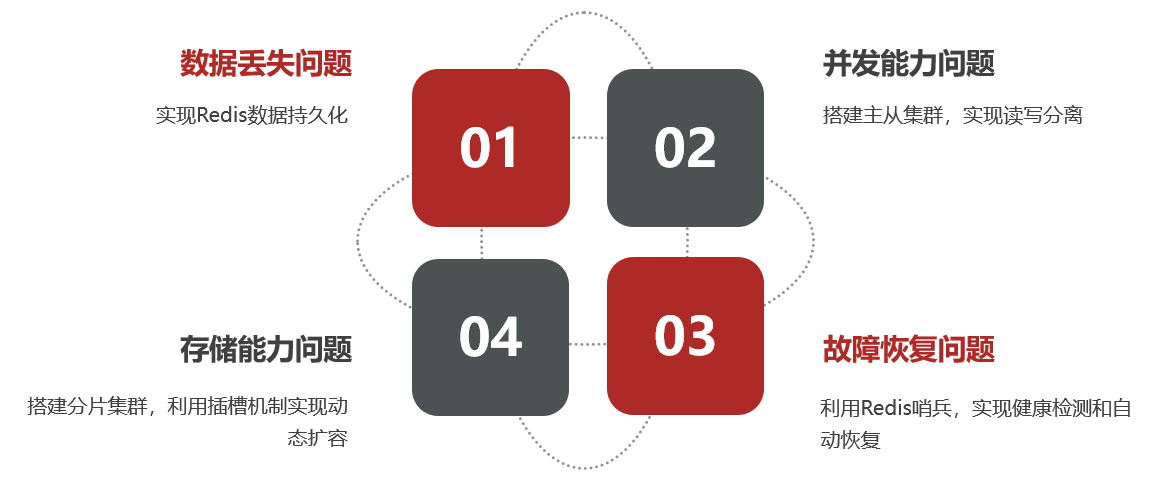 数据丢失问题
实现Redis数据持久化
01
02
并发能力问题
搭建主从集群，实现读写分离
存储能力问题
搭建分片集群，利用插槽机制实现动
态扩容
04
03
故障恢复问题
利用Redis哨兵，实现健康检测和自
动恢复